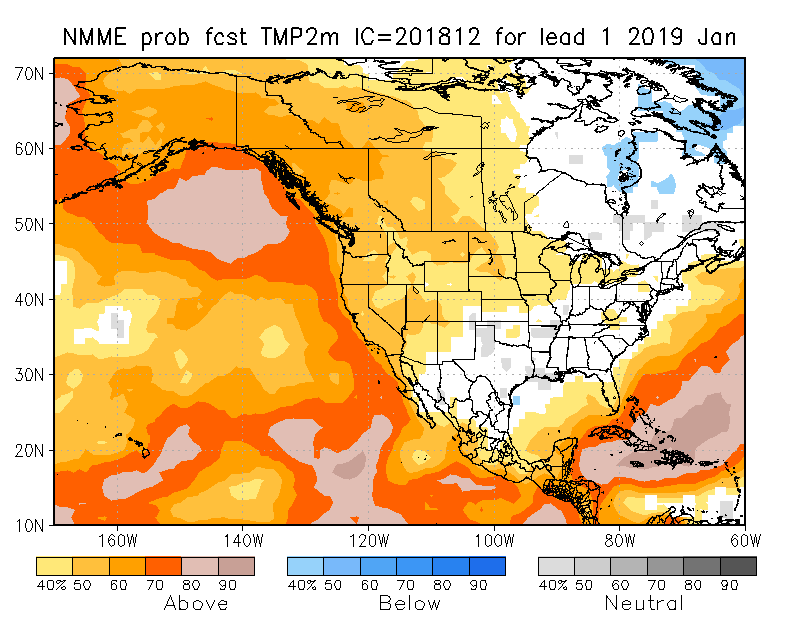 NMME prob fcst TMP2m IC=201812 for lead 1 2019 Jan
70N
60N
50N
40N
30N
20N
10N
160W 140W 120W 100W 80W 60W
40% 50 60 70 80 90 40% 50 60 70 80 90 40% 50 60 70 80 90
Above Below Neutral